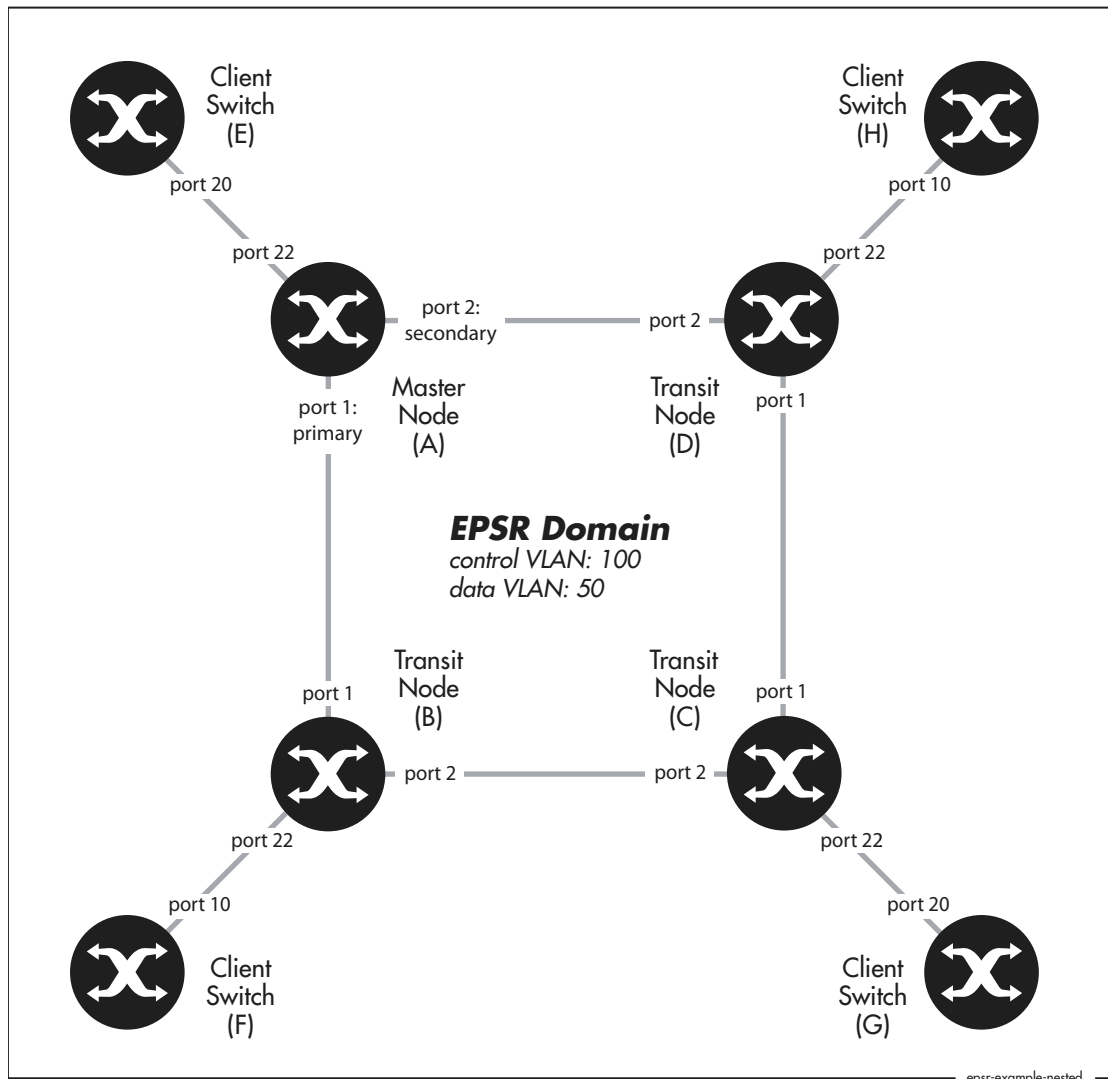 Client
Switch
(E)
Client
Switch
(H)
port 20
port 10
port 22
port 22
port 2:
secondary
port 2
Master
Node
(A)
Transit
Node
(D)
port 1:
primary
port 1
EPSR Domain
control VLAN: 100
data VLAN: 50
Transit
Node
(B)
Transit
Node
(C)
port 1
port 1
port 2
port 2
port 22
port 22
port 10
port 20
Client
Switch
(F)
Client
Switch
(G)
epsr-example-nested